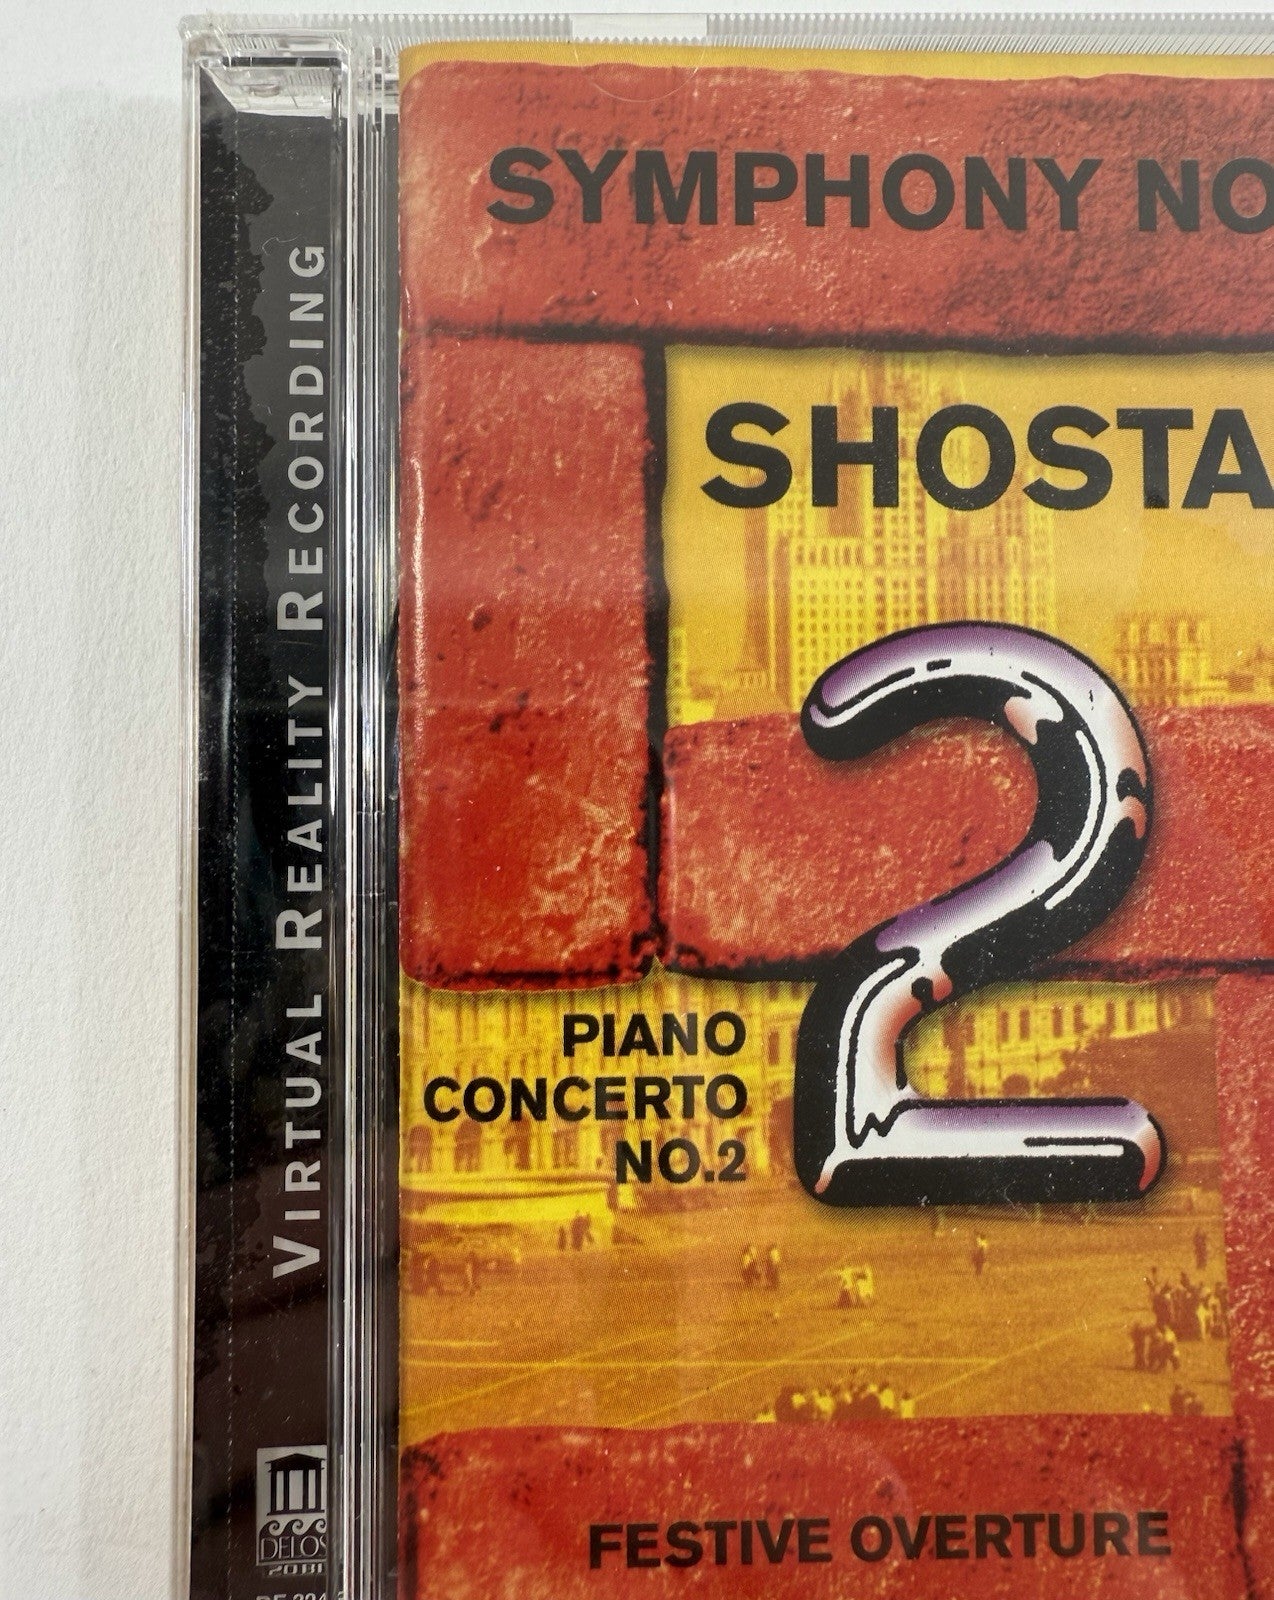 VIRTUAL REALITY RECORDING
SYMPHONY NO
SHOSTA
2
PIANO
CONCERTO
NO.2
FESTIVE OVERTURE
DELOS